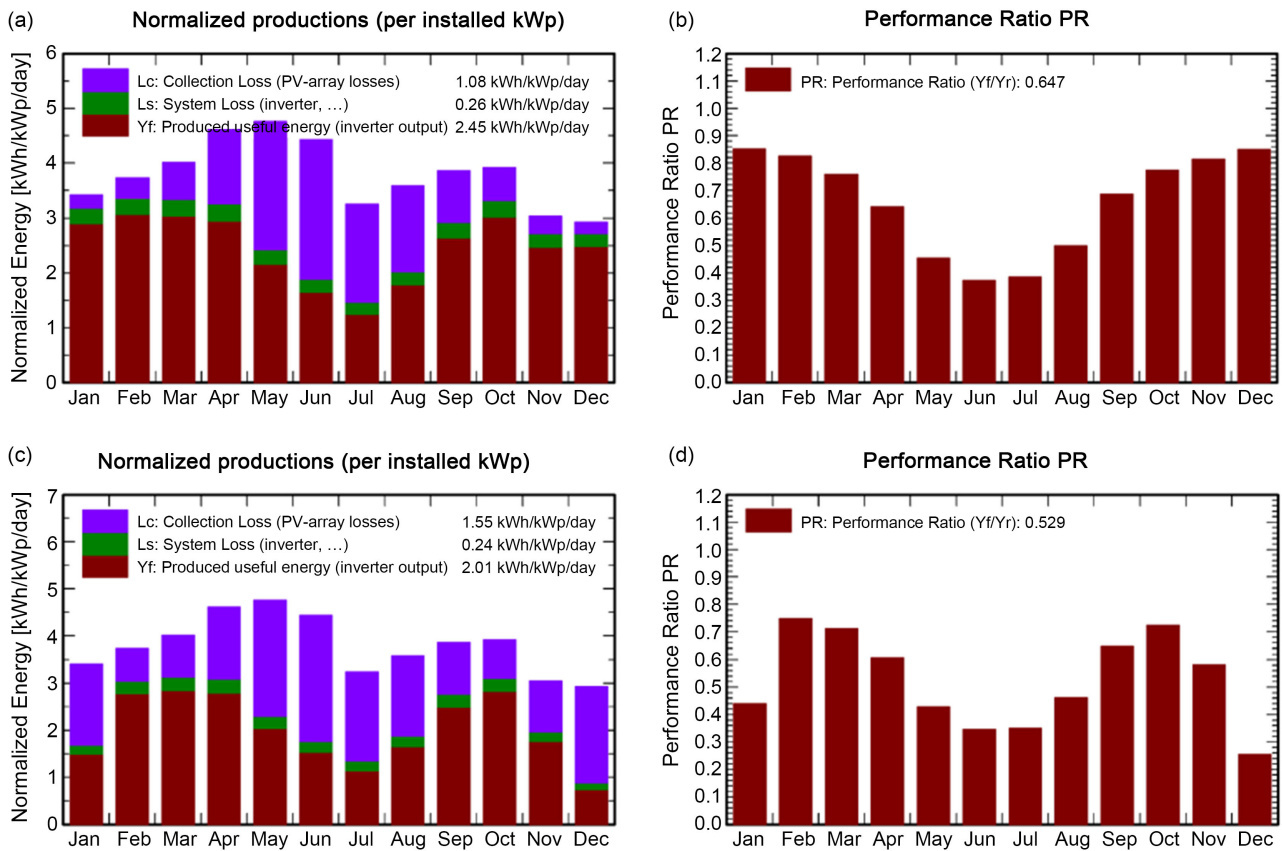 (a) Normalized productions (per installed kWp)
Normalized Energy [kWh/kWp/day]
6
5
4
3
2
1
0
Lc: Collection Loss (PV-array losses) 1.08 kWh/kWp/day
Ls: System Loss (inverter, …) 0.26 kWh/kWp/day
Yf: Produced useful energy (inverter output) 2.45 kWh/kWp/day
Jan Feb Mar Apr May Jun Jul Aug Sep Oct Nov Dec
(b) Performance Ratio PR
Performance Ratio PR
1.2
1.1
1.0
0.9
0.8
0.7
0.6
0.5
0.4
0.3
0.2
0.1
0.0
PR: Performance Ratio (Yf/Yr): 0.647
Jan Feb Mar Apr May Jun Jul Aug Sep Oct Nov Dec
(c) Normalized productions (per installed kWp)
Normalized Energy [kWh/kWp/day]
7
6
5
4
3
2
1
0
Lc: Collection Loss (PV-array losses) 1.55 kWh/kWp/day
Ls: System Loss (inverter, …) 0.24 kWh/kWp/day
Yf: Produced useful energy (inverter output) 2.01 kWh/kWp/day
Jan Feb Mar Apr May Jun Jul Aug Sep Oct Nov Dec
(d) Performance Ratio PR
Performance Ratio PR
1.2
1.1
1.0
0.9
0.8
0.7
0.6
0.5
0.4
0.3
0.2
0.1
0.0
PR: Performance Ratio (Yf/Yr): 0.529
Jan Feb Mar Apr May Jun Jul Aug Sep Oct Nov Dec